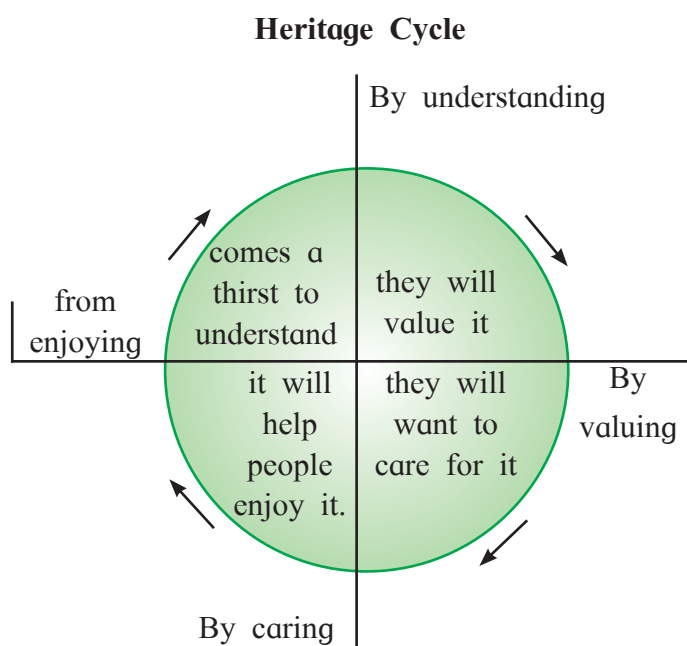 Heritage Cycle
By understanding
they will
value it
By
valuing
they will
want to
care for it
By caring
it will
help
people
enjoy it.
from
enjoying
comes a
thirst to
understand